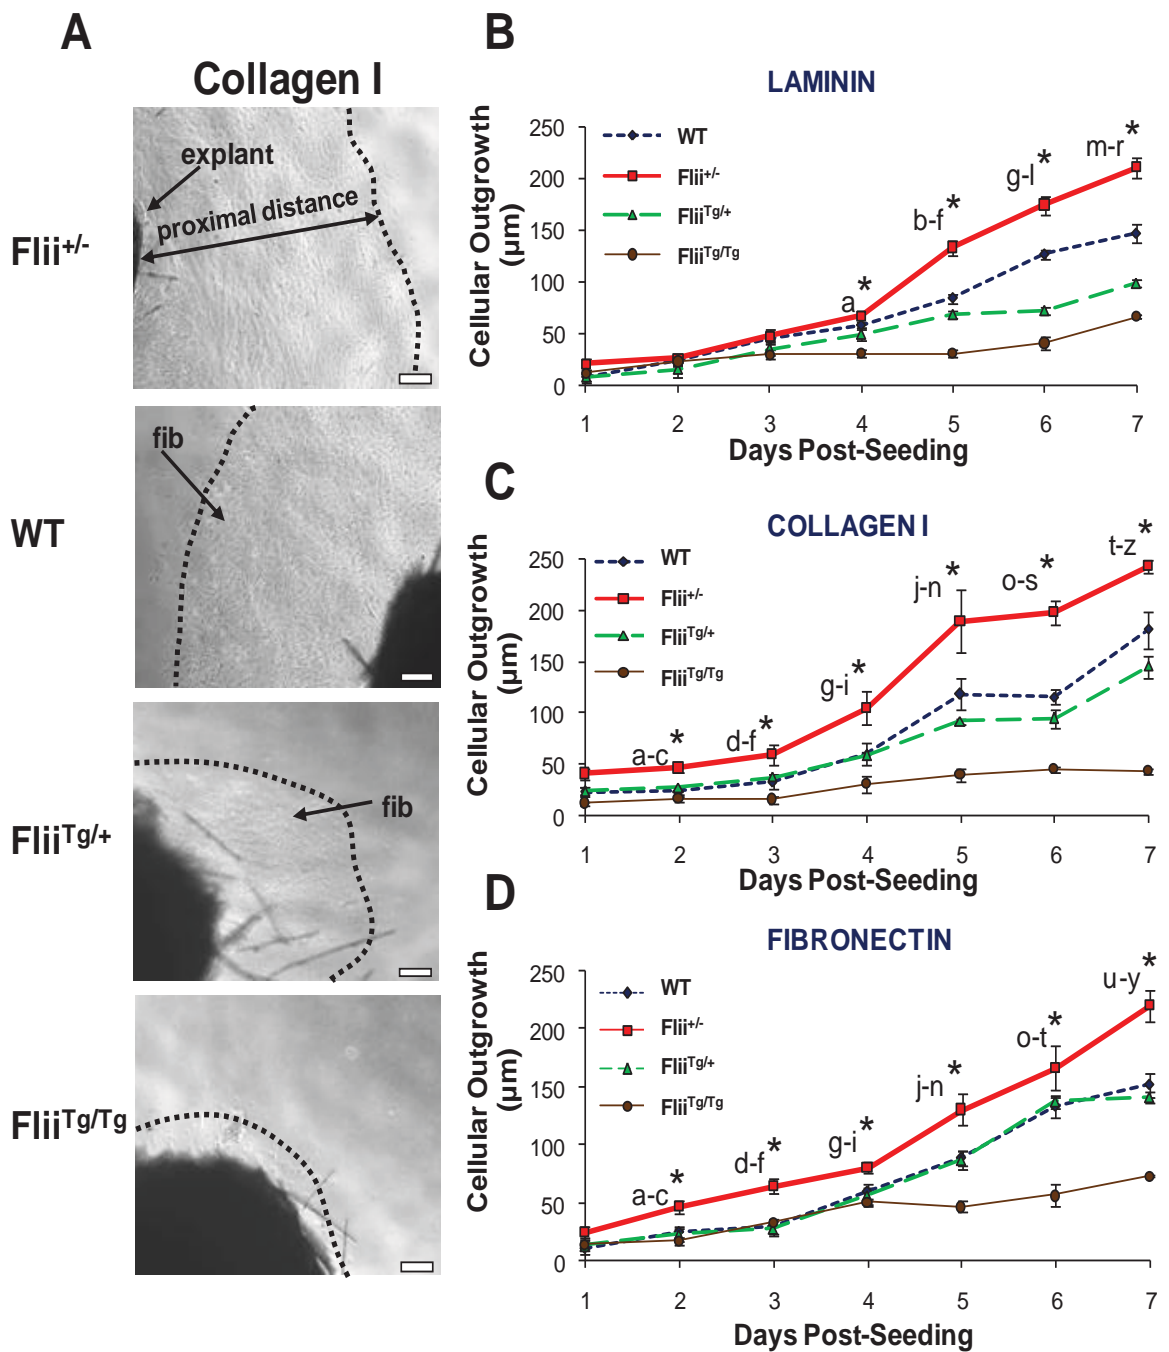 A
Collagen I
Flii+/-
explant
proximal distance
WT
fib
FliiTg/+
fib
FliiTg/Tg
B
LAMININ
Cellular Outgrowth
(µm)
250
200
150
100
50
0
WT
Flii+/-
FliiTg/+
FliiTg/Tg
a *
b-f *
g-l *
m-r *
1 2 3 4 5 6 7
Days Post-Seeding
C
COLLAGEN I
Cellular Outgrowth
(µm)
250
200
150
100
50
0
WT
Flii+/-
FliiTg/+
FliiTg/Tg
a-c *
d-f *
g-i *
j-n *
o-s *
t-z *
1 2 3 4 5 6 7
Days Post-Seeding
D
FIBRONECTIN
Cellular Outgrowth
(µm)
250
200
150
100
50
0
WT
Flii+/-
FliiTg/+
FliiTg/Tg
a-c *
d-f *
g-i *
j-n *
o-t *
u-y *
1 2 3 4 5 6 7
Days Post-Seeding